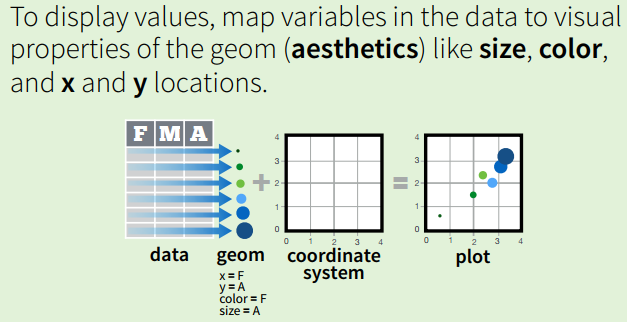 To display values, map variables in the data to visual
properties of the geom (aesthetics) like size, color,
and x and y locations.
F M A
4
3
2
1
0
0 1 2 3 4
4
3
2
1
0
0 1 2 3 4
+
=
data
geom
x = F
y = A
color = F
size = A
coordinate
system
plot